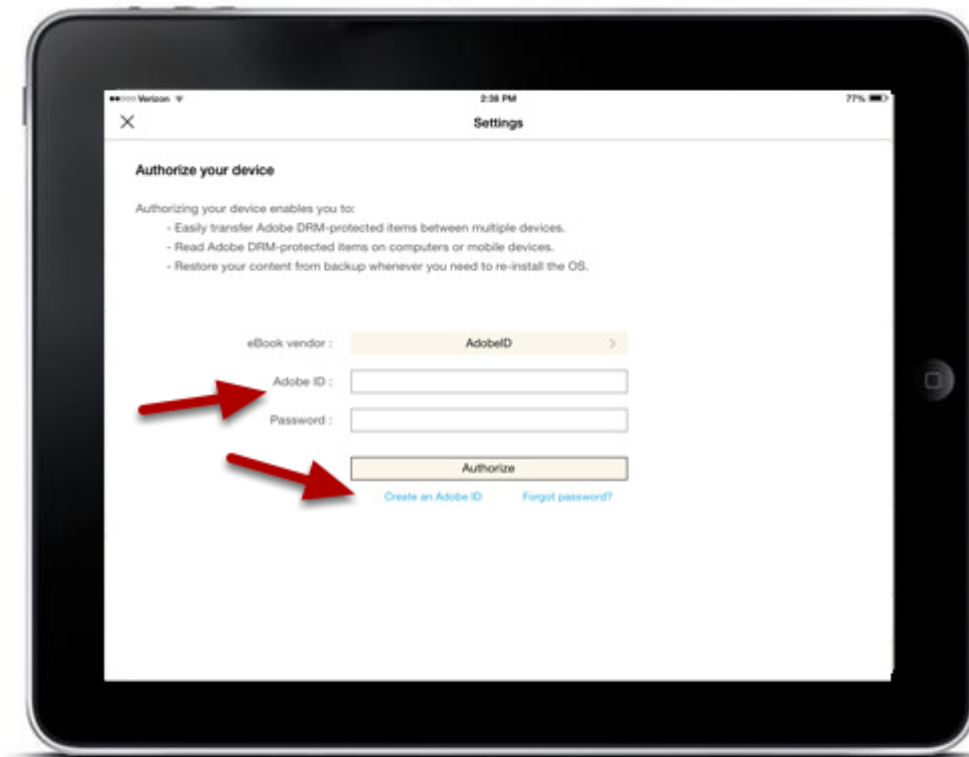 Verizon 2:38 PM 77%
Settings
Authorize your device
Authorizing your device enables you to:
- Easily transfer Adobe DRM-protected items between multiple devices.
- Read Adobe DRM-protected items on computers or mobile devices.
- Restore your content from backup whenever you need to re-install the OS.
eBook vendor : AdobeID
Adobe ID :
Password :
Authorize
Create an Adobe ID Forgot password?